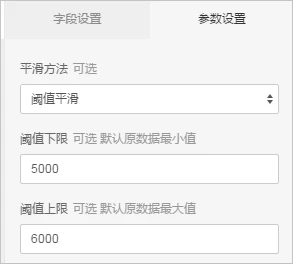 字段设置 参数设置
平滑方法 可选
阈值平滑
阈值下限 可选 默认原数据最小值
5000
阈值上限 可选 默认原数据最大值
6000